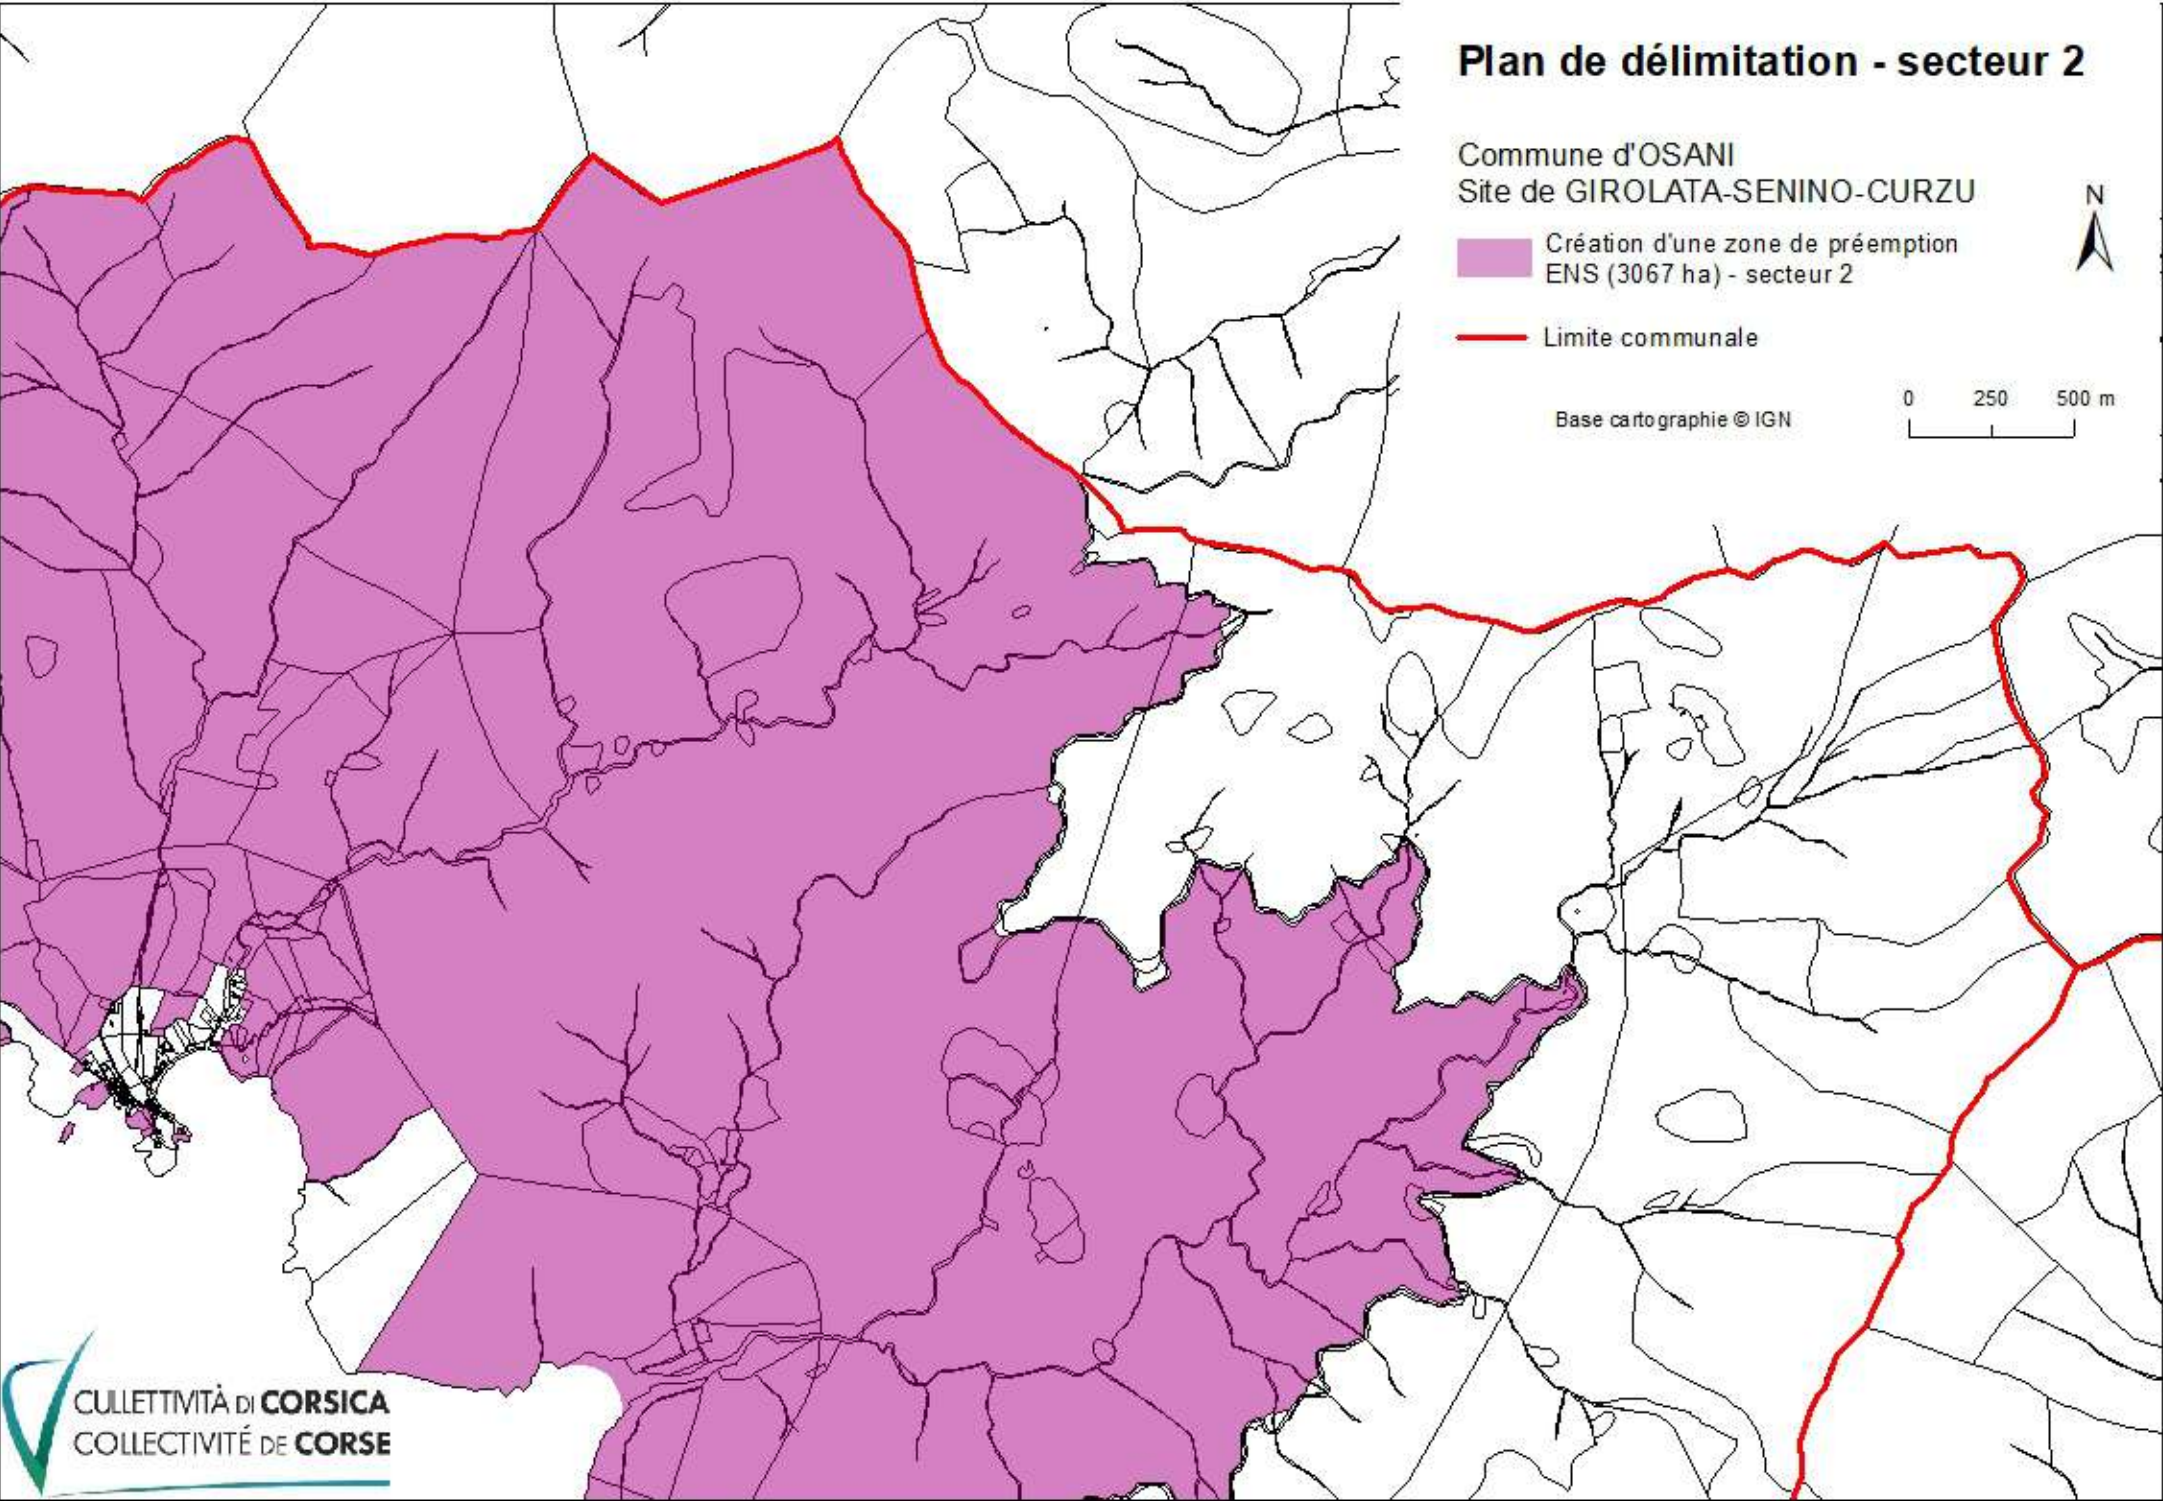 Plan de délimitation - secteur 2
Commune d'OSANI
Site de GIROLATA-SENINO-CURZU
N
Création d'une zone de préemption
ENS (3067 ha) - secteur 2
Limite communale
0 250 500 m
Base cartographie © IGN
CULLETTIVITÀ DI CORSICA
COLLECTIVITÉ DE CORSE